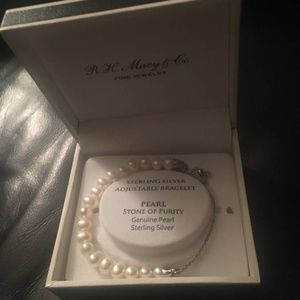 R.H. Macy & Co.
FINE JEWELRY
STERLING SILVER
ADJUSTABLE BRACELET
PEARL
STONE OF PURITY
Genuine Pearl
Sterling Silver